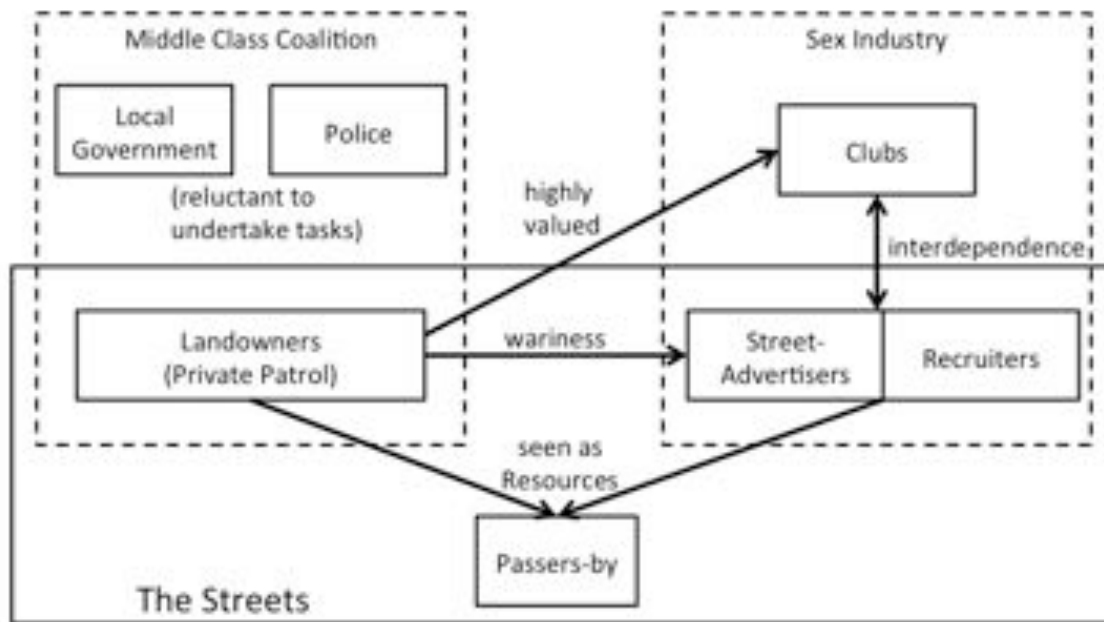 Middle Class Coalition
Sex Industry
Local
Government
Police
(reluctant to
undertake tasks)
highly
valued
Clubs
interdependence
Landowners
(Private Patrol)
wariness
Street-
Advertisers
Recruiters
seen as
Resources
Passers-by
The Streets